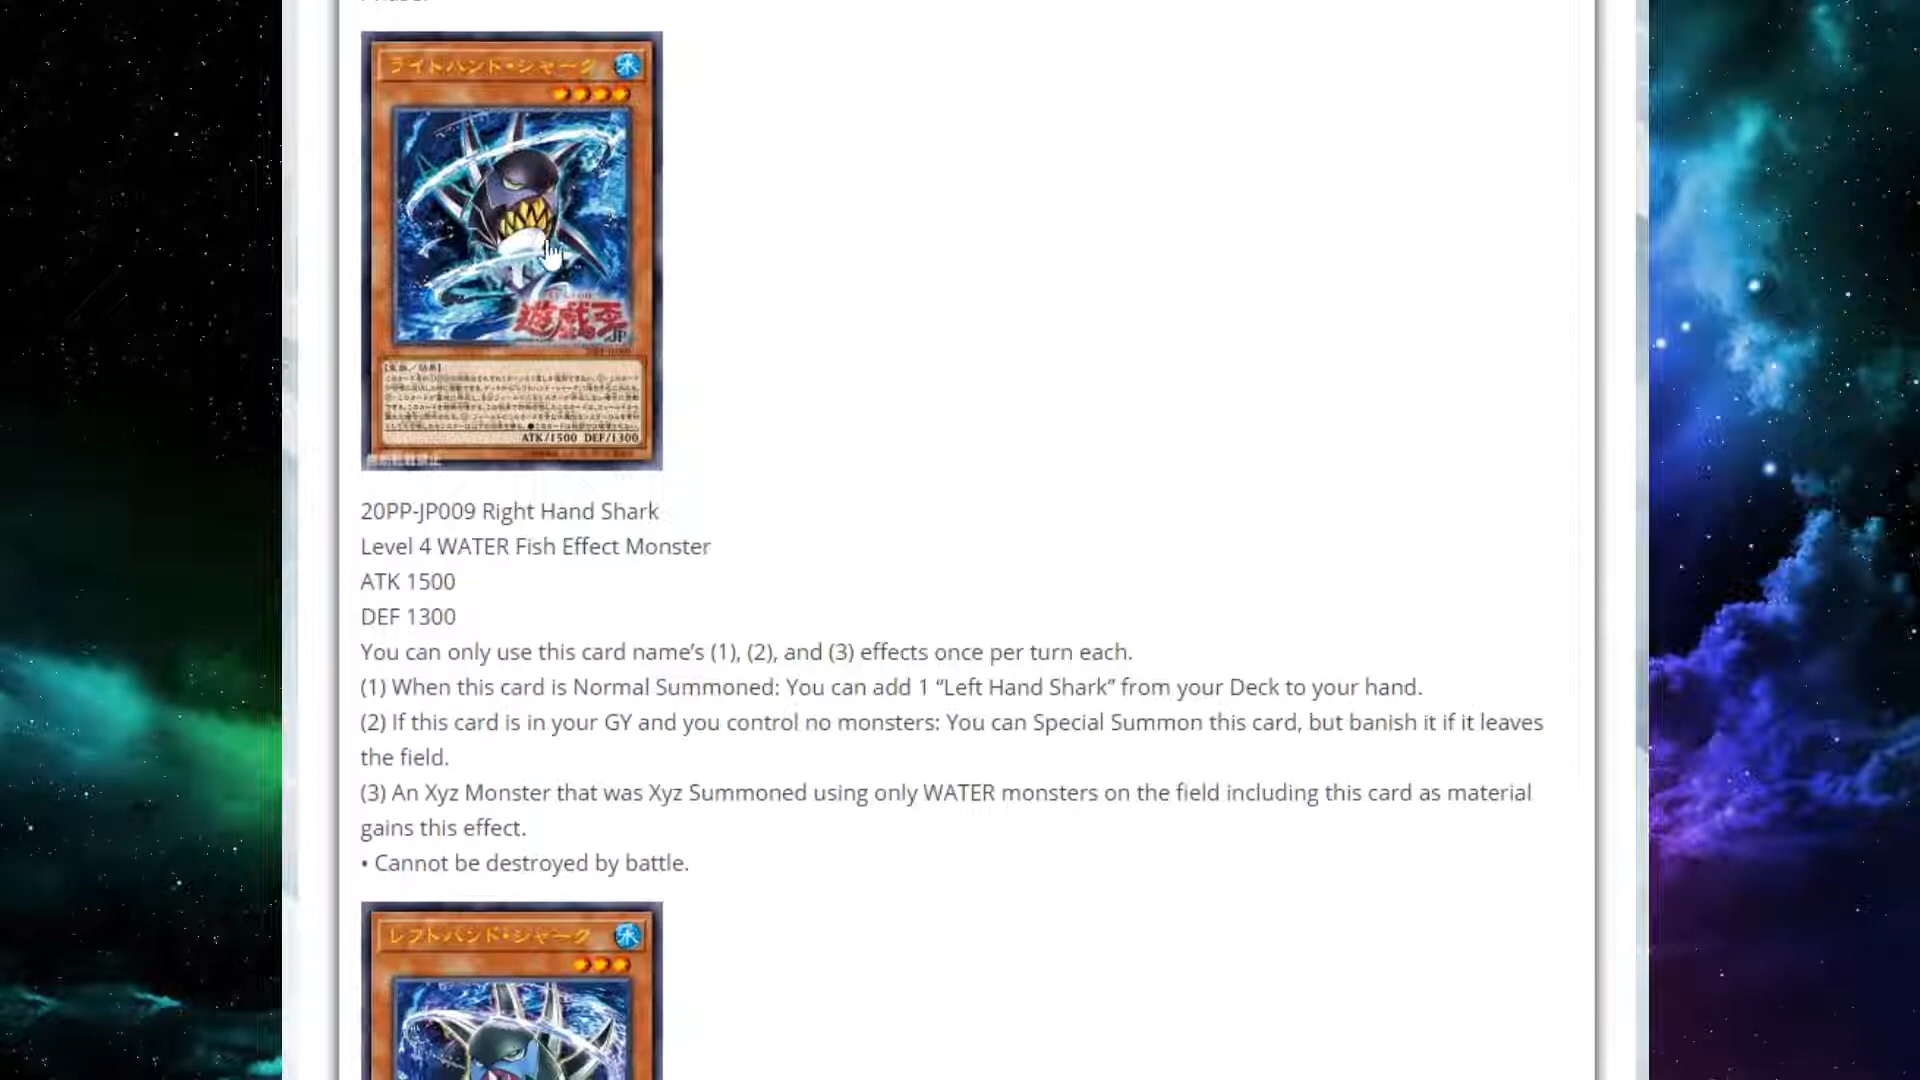 ライトハンド・シャーク
水
遊戯王
JP
ATK/1500 DEF/1300
20PP-JP009 Right Hand Shark
Level 4 WATER Fish Effect Monster
ATK 1500
DEF 1300
You can only use this card name’s (1), (2), and (3) effects once per turn each.
(1) When this card is Normal Summoned: You can add 1 “Left Hand Shark” from your Deck to your hand.
(2) If this card is in your GY and you control no monsters: You can Special Summon this card, but banish it if it leaves
the field.
(3) An Xyz Monster that was Xyz Summoned using only WATER monsters on the field including this card as material
gains this effect.
• Cannot be destroyed by battle.
レフトハンド・シャーク
水